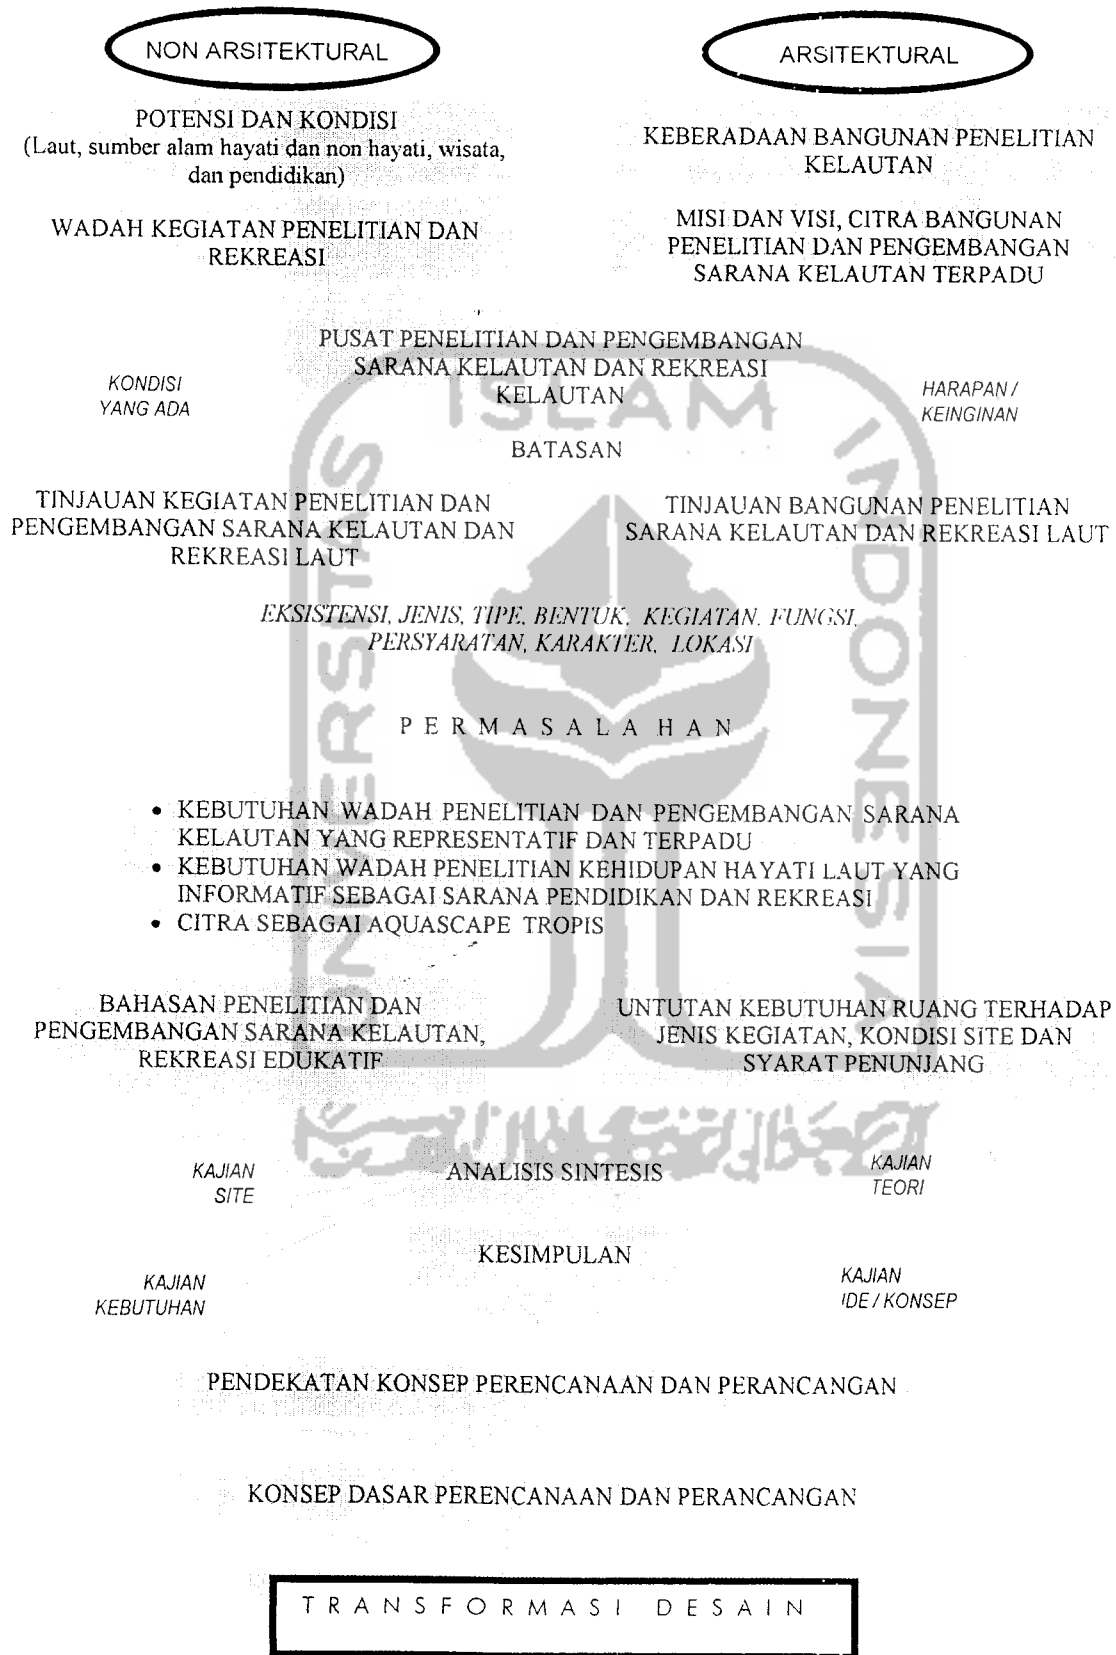 NON ARSITEKTURAL
ARSITEKTURAL
POTENSI DAN KONDISI
(Laut, sumber alam hayati dan non hayati, wisata,
dan pendidikan)
KEBERADAAN BANGUNAN PENELITIAN
KELAUTAN
WADAH KEGIATAN PENELITIAN DAN
REKREASI
MISI DAN VISI, CITRA BANGUNAN
PENELITIAN DAN PENGEMBANGAN
SARANA KELAUTAN TERPADU
PUSAT PENELITIAN DAN PENGEMBANGAN
SARANA KELAUTAN DAN REKREASI
KELAUTAN
KONDISI
YANG ADA
HARAPAN /
KEINGINAN
BATASAN
TINJAUAN KEGIATAN PENELITIAN DAN
PENGEMBANGAN SARANA KELAUTAN DAN
REKREASI LAUT
TINJAUAN BANGUNAN PENELITIAN
SARANA KELAUTAN DAN REKREASI LAUT
EKSISTENSI, JENIS, TIPE, BENTUK, KEGIATAN, FUNGSI,
PERSYARATAN, KARAKTER, LOKASI
P E R M A S A L A H A N
• KEBUTUHAN WADAH PENELITIAN DAN PENGEMBANGAN SARANA
KELAUTAN YANG REPRESENTATIF DAN TERPADU
• KEBUTUHAN WADAH PENELITIAN KEHIDUPAN HAYATI LAUT YANG
INFORMATIF SEBAGAI SARANA PENDIDIKAN DAN REKREASI
• CITRA SEBAGAI AQUASCAPE TROPIS
BAHASAN PENELITIAN DAN
PENGEMBANGAN SARANA KELAUTAN,
REKREASI EDUKATIF
UNTUTAN KEBUTUHAN RUANG TERHADAP
JENIS KEGIATAN, KONDISI SITE DAN
SYARAT PENUNJANG
KAJIAN
SITE
ANALISIS SINTESIS
KAJIAN
TEORI
KESIMPULAN
KAJIAN
KEBUTUHAN
KAJIAN
IDE / KONSEP
PENDEKATAN KONSEP PERENCANAAN DAN PERANCANGAN
KONSEP DASAR PERENCANAAN DAN PERANCANGAN
T R A N S F O R M A S I   D E S A I N
UNIVERSITAS
ISLAM
INDONESIA